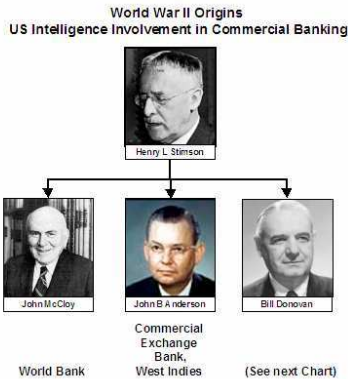 World War II Origins
US Intelligence Involvement in Commercial Banking
Henry L Stimson
John McCloy
John B Anderson
Bill Donovan
World Bank
Commercial
Exchange
Bank,
West Indies
(See next Chart)